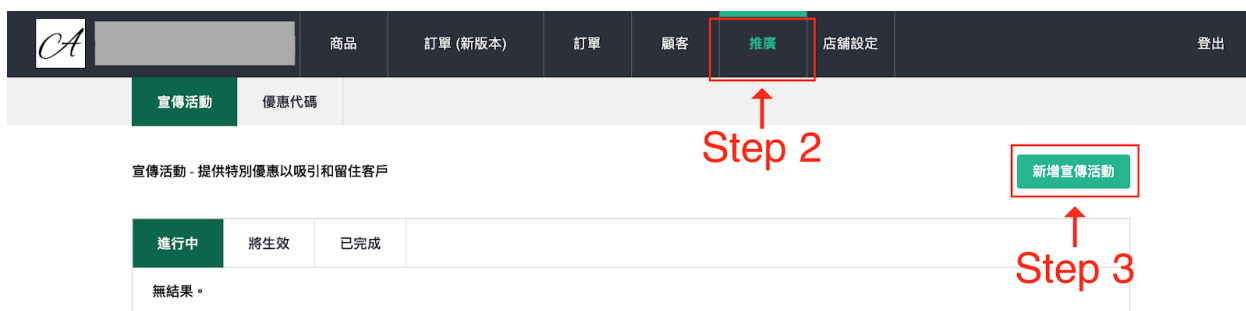 A
商品 訂單 (新版本) 訂單 顧客 推廣 店舖設定 登出
宣傳活動 優惠代碼
Step 2
宣傳活動 - 提供特別優惠以吸引和留住客戶 新增宣傳活動
進行中 將生效 已完成
Step 3
無結果。